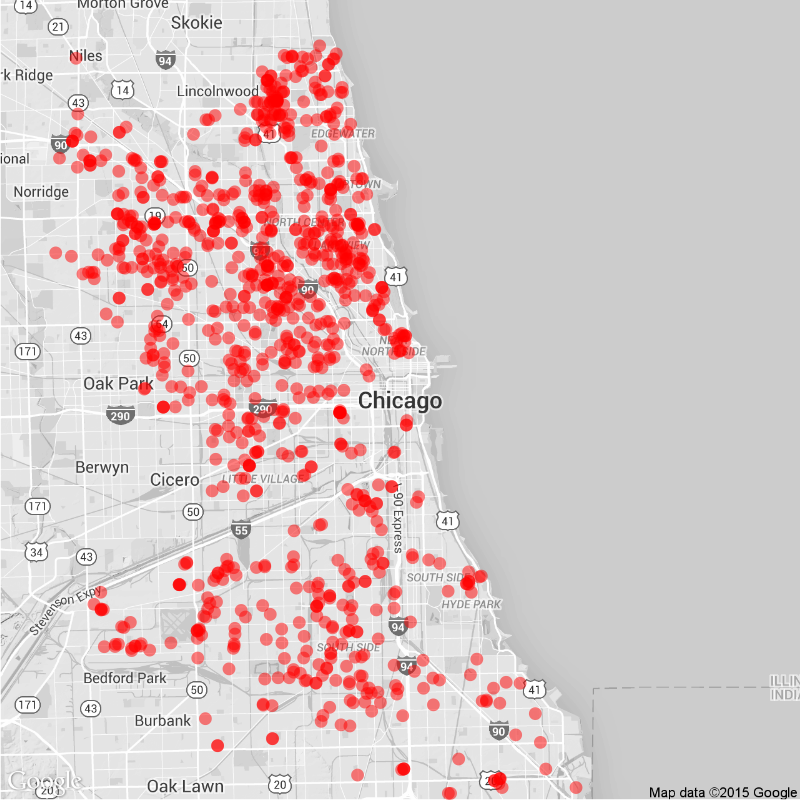 14
Morton Grove
21
Skokie
Niles
94
rk Ridge
14
Lincolnwood
43
41
EDGEWATER
90
ional
Norridge
19
NORTH CENTER
50
41
90
64
43
171
50
NORTH SIDE
Oak Park
290
290
Chicago
Berwyn
Cicero
LITTLE VILLAGE
171
50
I-90 Express
41
55
34
43
SOUTH SIDE
HYDE PARK
Stevenson Expy
94
SOUTH SIDE
94
Bedford Park
50
41
ILLIN
INDIA
171
43
Burbank
90
Google
Oak Lawn
20
Map data ©2015 Google